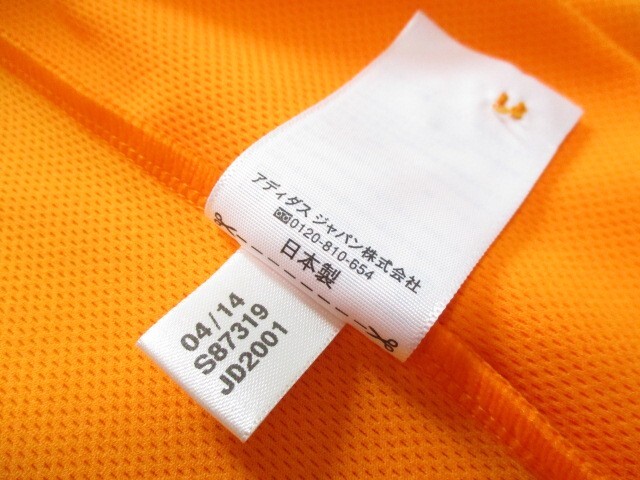 アディダス ジャパン株式会社
0120-810-654
日本製
04/14
S87319
JD2001